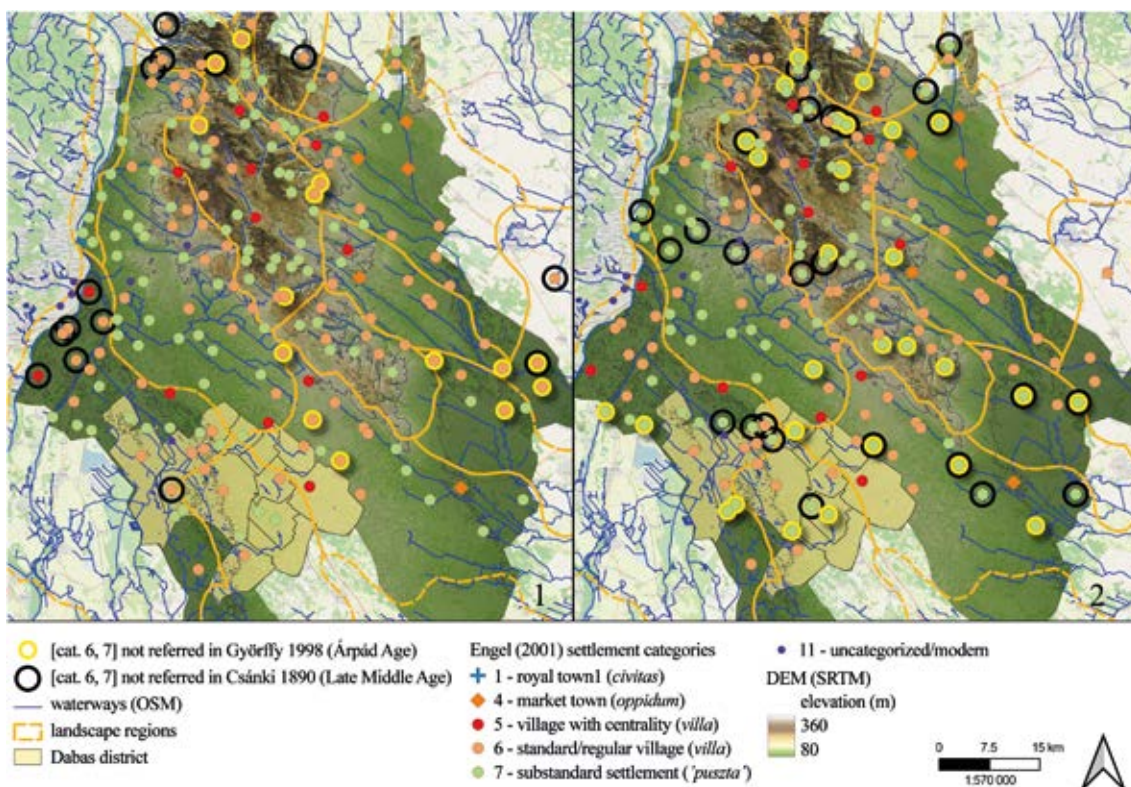 1
2
[cat. 6, 7] not referred in Györffy 1998 (Árpád Age)
[cat. 6, 7] not referred in Csánki 1890 (Late Middle Age)
waterways (OSM)
landscape regions
Dabas district
Engel (2001) settlement categories
1 - royal town1 (civitas)
4 - market town (oppidum)
5 - village with centrality (villa)
6 - standard/regular village (villa)
7 - substandard settlement ('puszta')
11 - uncategorized/modern
DEM (SRTM)
elevation (m)
360
80
0 7.5 15 km
1:570 000